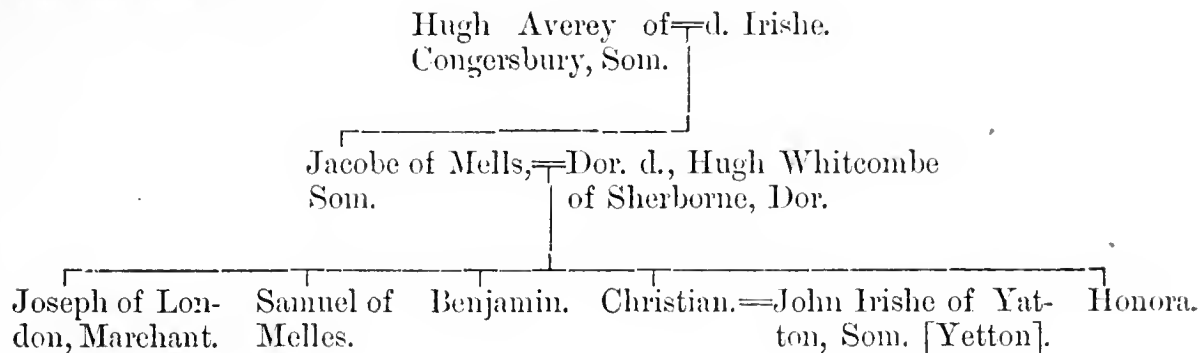 Hugh Averey of=d. Irishe.
Congersbury, Som.
Jacobe of Mells,=Dor. d., Hugh Whitcombe
Som. of Sherborne, Dor.
Joseph of Lon- Samuel of Benjamin. Christian.=John Irishe of Yat- Honora.
don, Marchant. Melles. ton, Som. [Yetton].